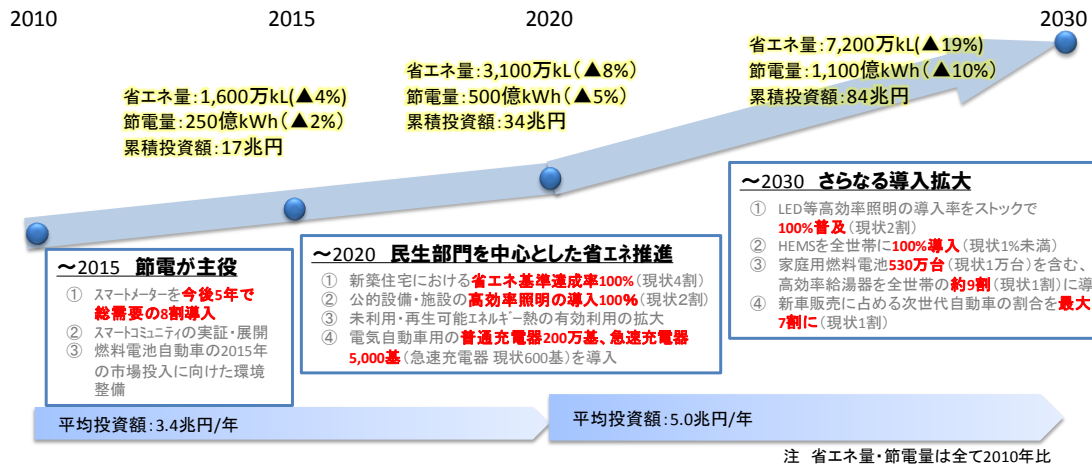 2010
2015
2020
2030
省エネ量:1,600万kL(▲4%)
節電量:250億kWh(▲2%)
累積投資額:17兆円
省エネ量:3,100万kL(▲8%)
節電量:500億kWh(▲5%)
累積投資額:34兆円
省エネ量:7,200万kL(▲19%)
節電量:1,100億kWh(▲10%)
累積投資額:84兆円
～2015 節電が主役
① スマートメーターを今後5年で
総需要の8割導入
② スマートコミュニティの実証・展開
③ 燃料電池自動車の2015年
の市場投入に向けた環境
整備
～2020 民生部門を中心とした省エネ推進
① 新築住宅における省エネ基準達成率100%(現状4割)
② 公的設備・施設の高効率照明の導入100%(現状2割)
③ 未利用・再生可能エネルギー熱の有効利用の拡大
④ 電気自動車用の普通充電器200万基、急速充電器
5,000基(急速充電器 現状600基)を導入
～2030 さらなる導入拡大
① LED等高効率照明の導入率をストックで
100%普及(現状2割)
② HEMSを全世帯に100%導入(現状1%未満)
③ 家庭用燃料電池530万台(現状1万台)を含む、
高効率給湯器を全世帯の約9割(現状1割)に導
④ 新車販売に占める次世代自動車の割合を最大
7割に(現状1割)
平均投資額:3.4兆円/年
平均投資額:5.0兆円/年
注 省エネ量・節電量は全て2010年比